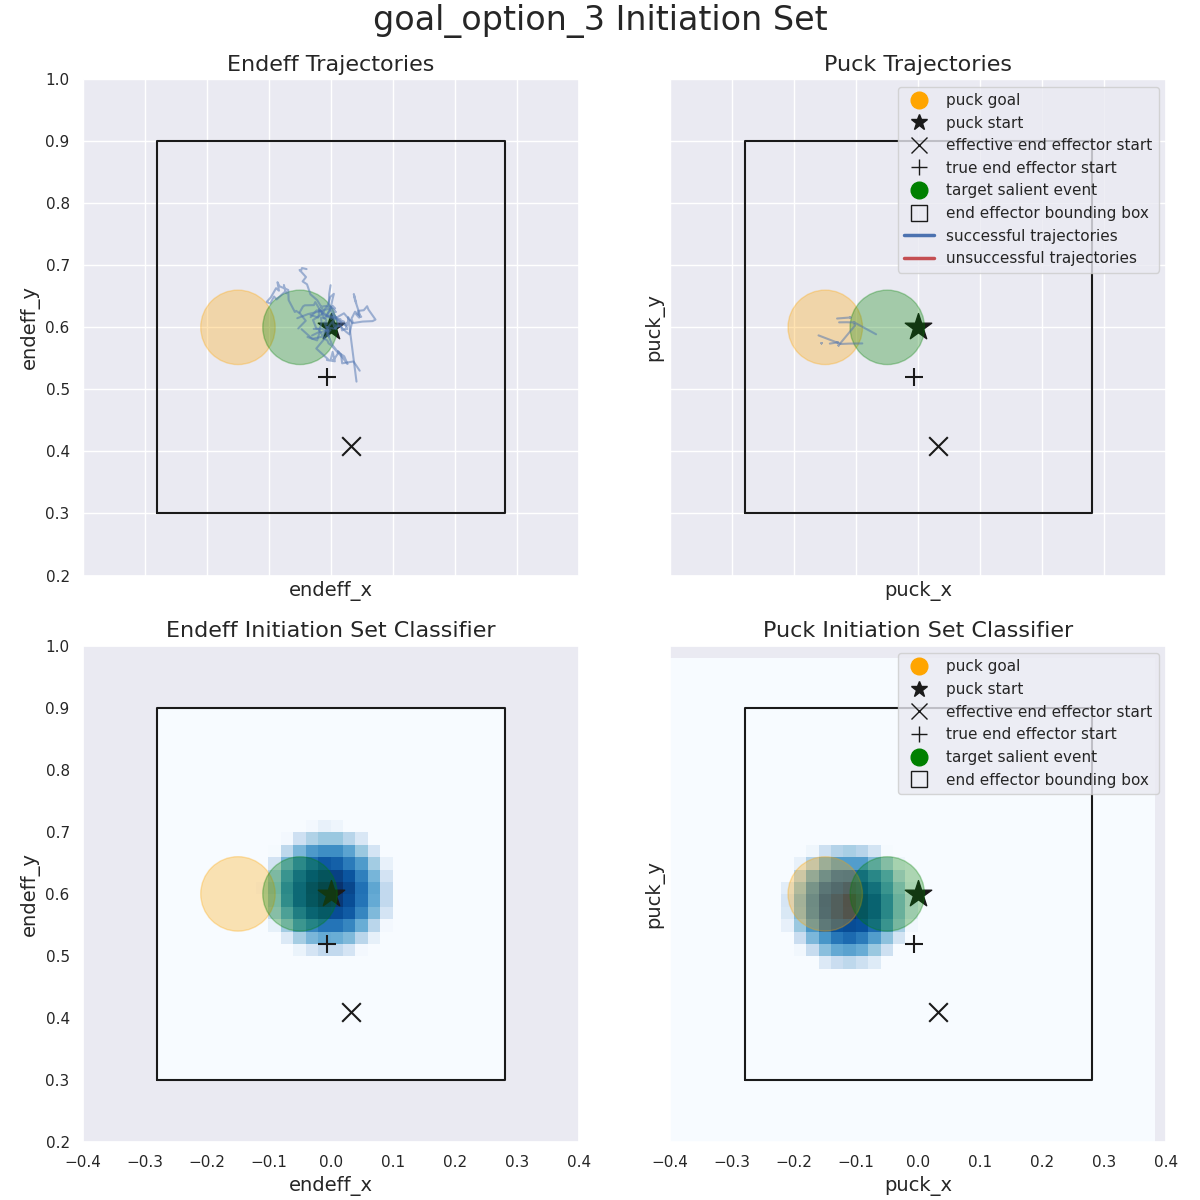 goal_option_3 Initiation Set
Endeff Trajectories
Puck Trajectories
1.0
0.9
0.8
0.7
0.6
0.5
0.4
0.3
0.2
endeff_y
endeff_x
puck_y
puck goal
puck start
effective end effector start
true end effector start
target salient event
end effector bounding box
successful trajectories
unsuccessful trajectories
puck_x
Endeff Initiation Set Classifier
Puck Initiation Set Classifier
1.0
0.9
0.8
0.7
0.6
0.5
0.4
0.3
0.2
endeff_y
−0.4 −0.3 −0.2 −0.1 0.0 0.1 0.2 0.3 0.4
endeff_x
puck_y
puck goal
puck start
effective end effector start
true end effector start
target salient event
end effector bounding box
−0.4 −0.3 −0.2 −0.1 0.0 0.1 0.2 0.3 0.4
puck_x